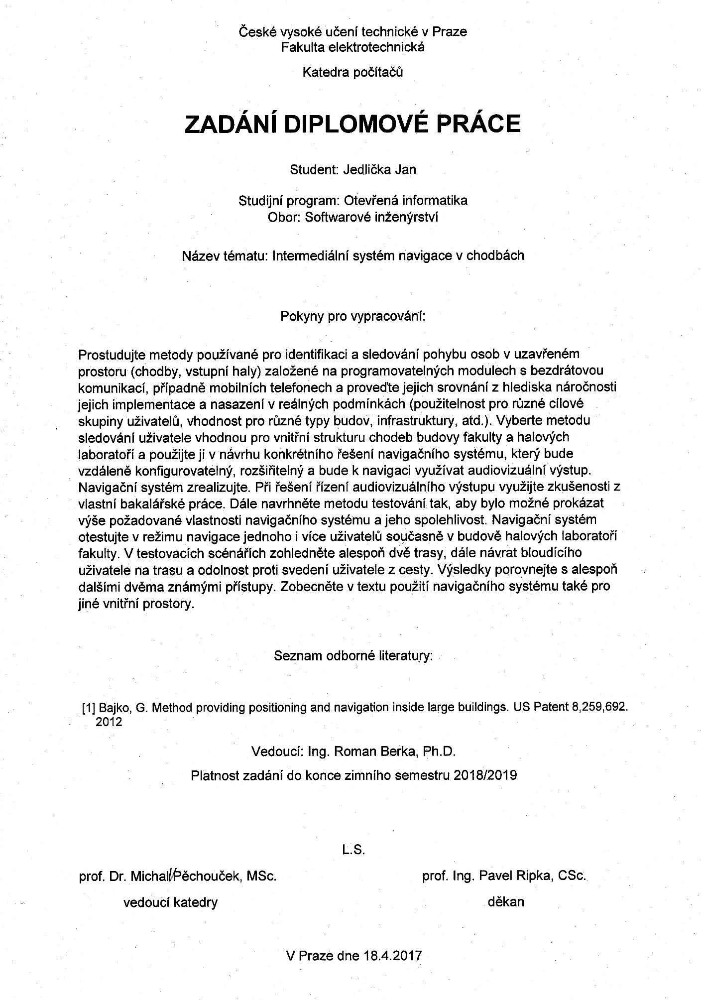 České vysoké učení technické v Praze
Fakulta elektrotechnická
Katedra počítačů
ZADÁNÍ DIPLOMOVÉ PRÁCE
Student: Jedlička Jan
Studijní program: Otevřená informatika
Obor: Softwarové inženýrství
Název tématu: Intermediální systém navigace v chodbách
Pokyny pro vypracování:
Prostudujte metody používané pro identifikaci a sledování pohybu osob v uzavřeném
prostoru (chodby, vstupní haly) založené na programovatelných modulech s bezdrátovou
komunikací, případně mobilních telefonech a proveďte jejich srovnání z hlediska náročnosti
jejich implementace a nasazení v reálných podmínkách (použitelnost pro různé cílové
skupiny uživatelů, vhodnost pro různé typy budov, infrastruktury, atd.). Vyberte metodu
sledování uživatele vhodnou pro vnitřní strukturu chodeb budovy fakulty a halových
laboratoří a použijte ji v návrhu konkrétního řešení navigačního systému, který bude
vzdáleně konfigurovatelný, rozšiřitelný a bude k navigaci využívat audiovizuální výstup.
Navigační systém zrealizujte. Při řešení řízení audiovizuálního výstupu využijte zkušenosti z
vlastní bakalářské práce. Dále navrhněte metodu testování tak, aby bylo možné prokázat
výše požadované vlastnosti navigačního systému a jeho spolehlivost. Navigační systém
otestujte v režimu navigace jednoho i více uživatelů současně v budově halových laboratoří
fakulty. V testovacích scénářích zohledněte alespoň dvě trasy, dále návrat bloudícího
uživatele na trasu a odolnost proti svedení uživatele z cesty. Výsledky porovnejte s alespoň
dalšími dvěma známými přístupy. Zobecněte v textu použití navigačního systému také pro
jiné vnitřní prostory.
Seznam odborné literatury:
[1] Bajko, G. Method providing positioning and navigation inside large buildings. US Patent 8,259,692.
2012
Vedoucí: Ing. Roman Berka, Ph.D.
Platnost zadání do konce zimního semestru 2018/2019
L.S.
prof. Dr. Michal Pěchouček, MSc.
prof. Ing. Pavel Ripka, CSc.
vedoucí katedry
děkan
V Praze dne 18.4.2017